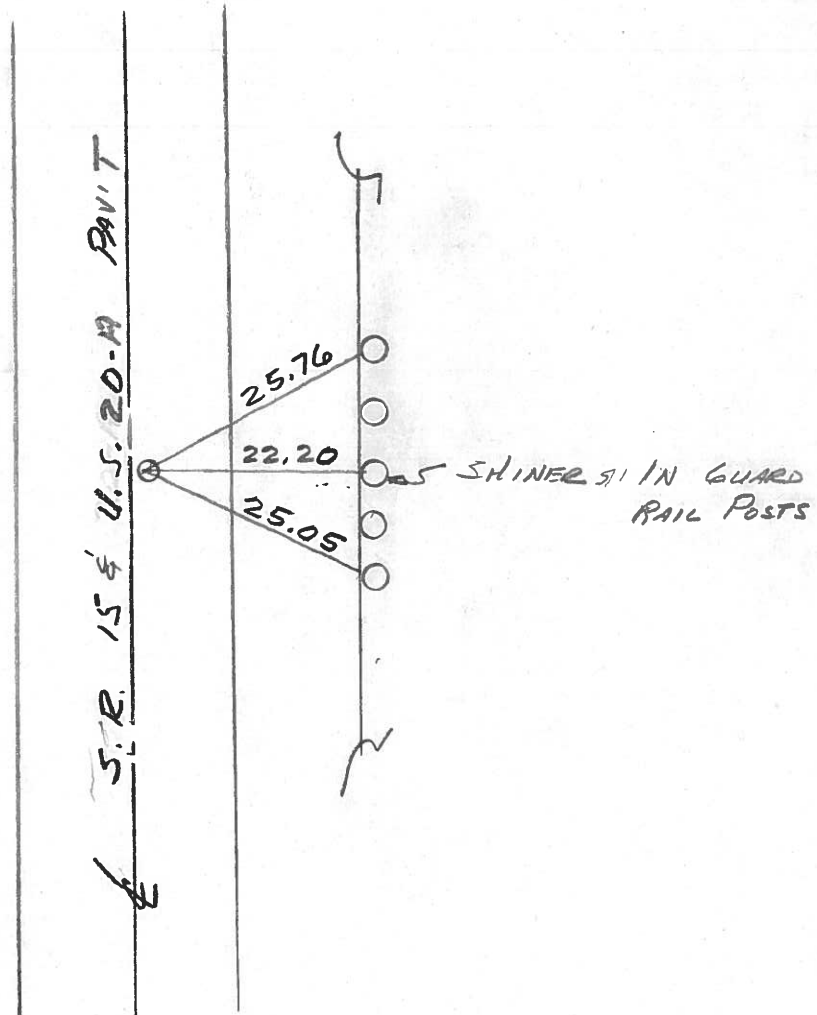 ℄ S.R. 15 & U.S. 20-A PAV'T
25.76
22.20
25.05
SHINERS IN GUARD
RAIL POSTS